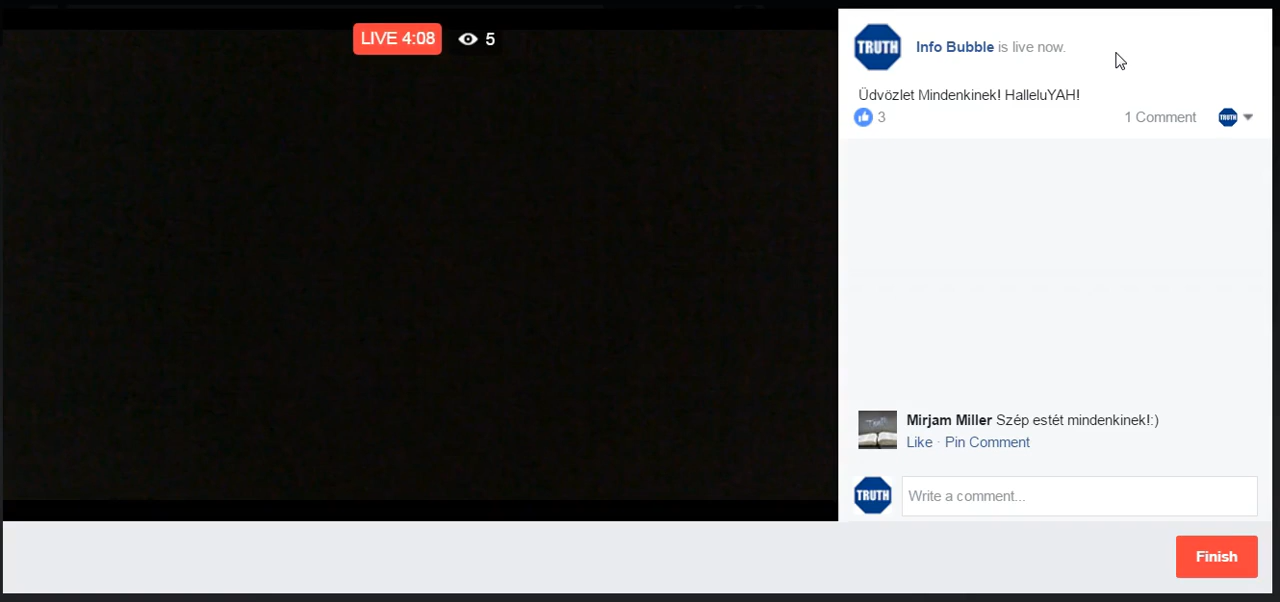 LIVE 4:08 5
TRUTH
Info Bubble is live now.
Üdvözlet Mindenkinek! HalleluYAH!
3 1 Comment TRUTH
Mirjam Miller Szép estét mindenkinek!:)
Like · Pin Comment
TRUTH
Write a comment...
Finish